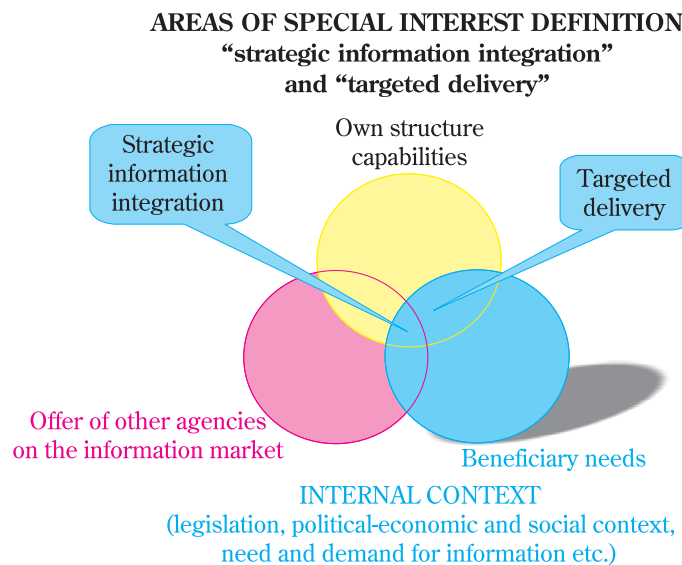 AREAS OF SPECIAL INTEREST DEFINITION
“strategic information integration”
and “targeted delivery”
Own structure
capabilities
Strategic
information
integration
Targeted
delivery
Offer of other agencies
on the information market
Beneficiary needs
INTERNAL CONTEXT
(legislation, political-economic and social context,
need and demand for information etc.)